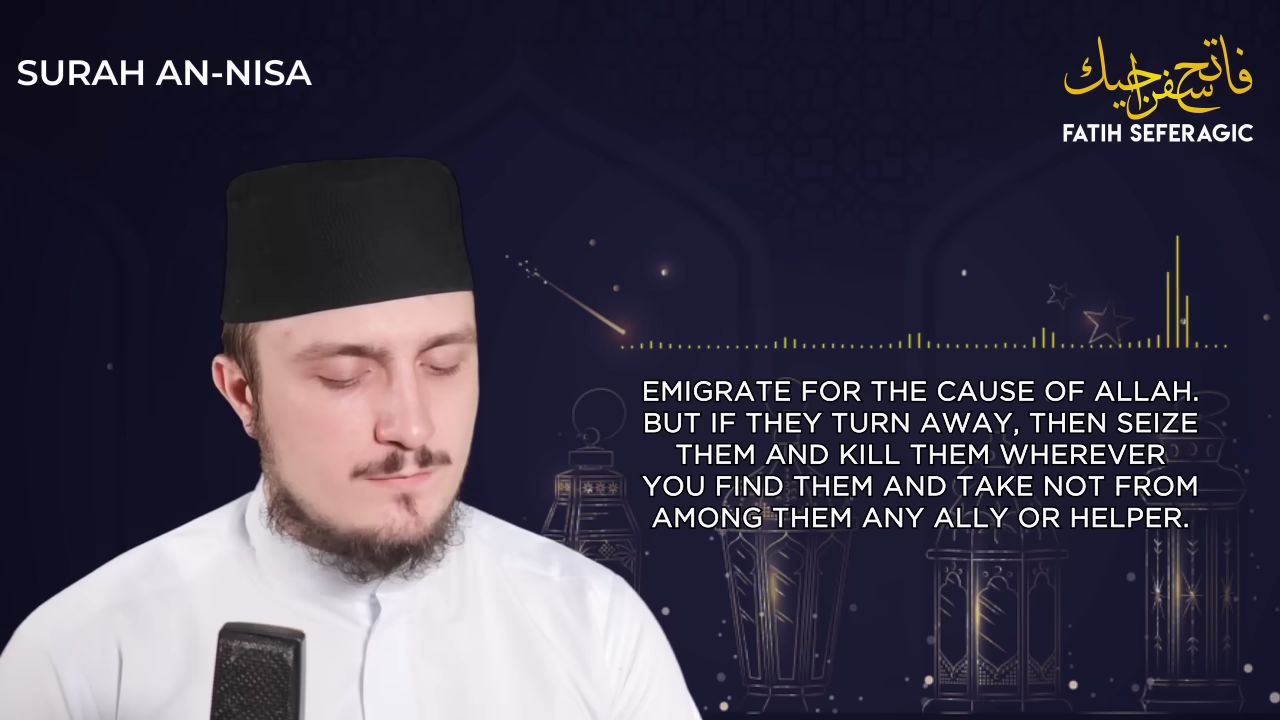 SURAH AN-NISA
فاتح سفراجيك
FATIH SEFERAGIC
EMIGRATE FOR THE CAUSE OF ALLAH.
BUT IF THEY TURN AWAY, THEN SEIZE
THEM AND KILL THEM WHEREVER
YOU FIND THEM AND TAKE NOT FROM
AMONG THEM ANY ALLY OR HELPER.